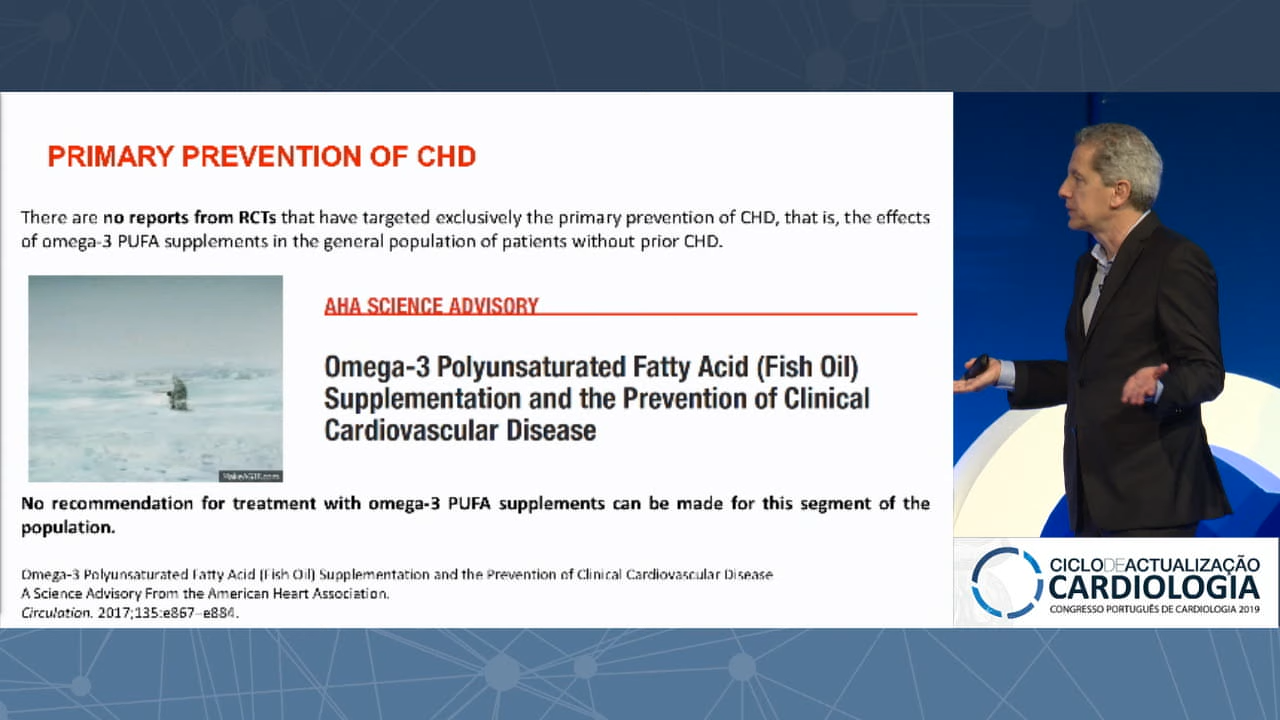 PRIMARY PREVENTION OF CHD
There are no reports from RCTs that have targeted exclusively the primary prevention of CHD, that is, the effects
of omega-3 PUFA supplements in the general population of patients without prior CHD.
AHA SCIENCE ADVISORY
Omega-3 Polyunsaturated Fatty Acid (Fish Oil)
Supplementation and the Prevention of Clinical
Cardiovascular Disease
MakeAGIF.com
No recommendation for treatment with omega-3 PUFA supplements can be made for this segment of the
population.
Omega-3 Polyunsaturated Fatty Acid (Fish Oil) Supplementation and the Prevention of Clinical Cardiovascular Disease
A Science Advisory From the American Heart Association.
Circulation. 2017;135:e867–e884.
CICLODEACTUALIZAÇÃO
CARDIOLOGIA
CONGRESSO PORTUGUÊS DE CARDIOLOGIA 2019